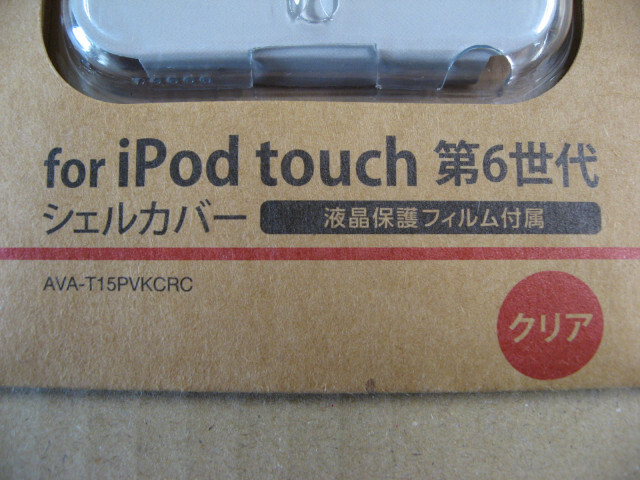 for iPod touch 第6世代
シェルカバー 液晶保護フィルム付属
AVA-T15PVKCRC
クリア